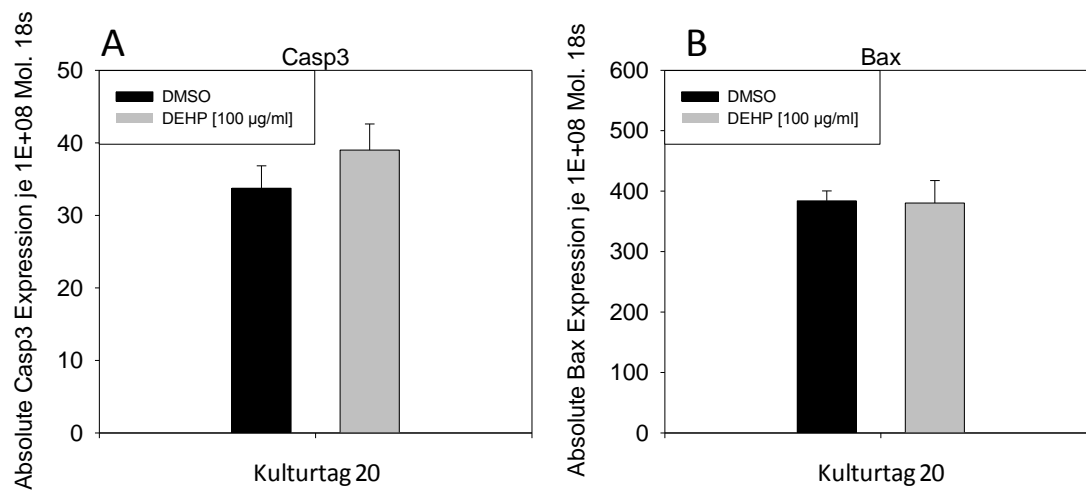 A
Casp3
Absolute Casp3 Expression je 1E+08 Mol. 18s
50
40
30
20
10
0
DMSO
DEHP [100 µg/ml]
Kulturtag 20
B
Bax
Absolute Bax Expression je 1E+08 Mol. 18s
600
500
400
300
200
100
0
DMSO
DEHP [100 µg/ml]
Kulturtag 20